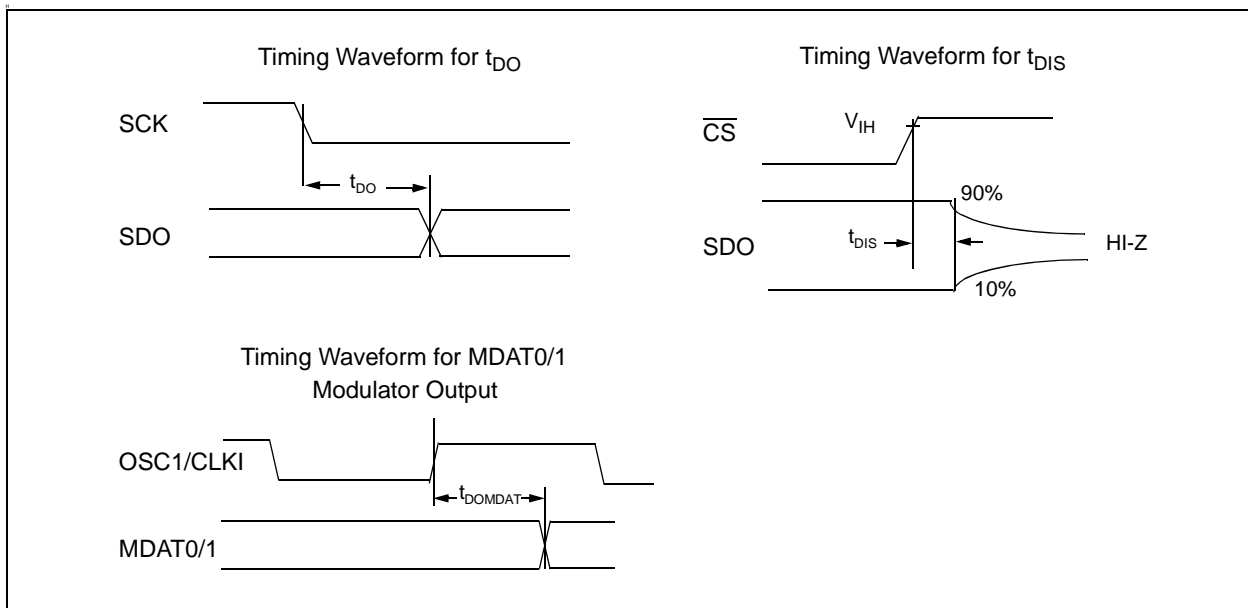 Timing Waveform for tDO
SCK
tDO
SDO
Timing Waveform for tDIS
CS
VIH
90%
SDO
tDIS
HI-Z
10%
Timing Waveform for MDAT0/1
Modulator Output
OSC1/CLKI
tDOMDAT
MDAT0/1